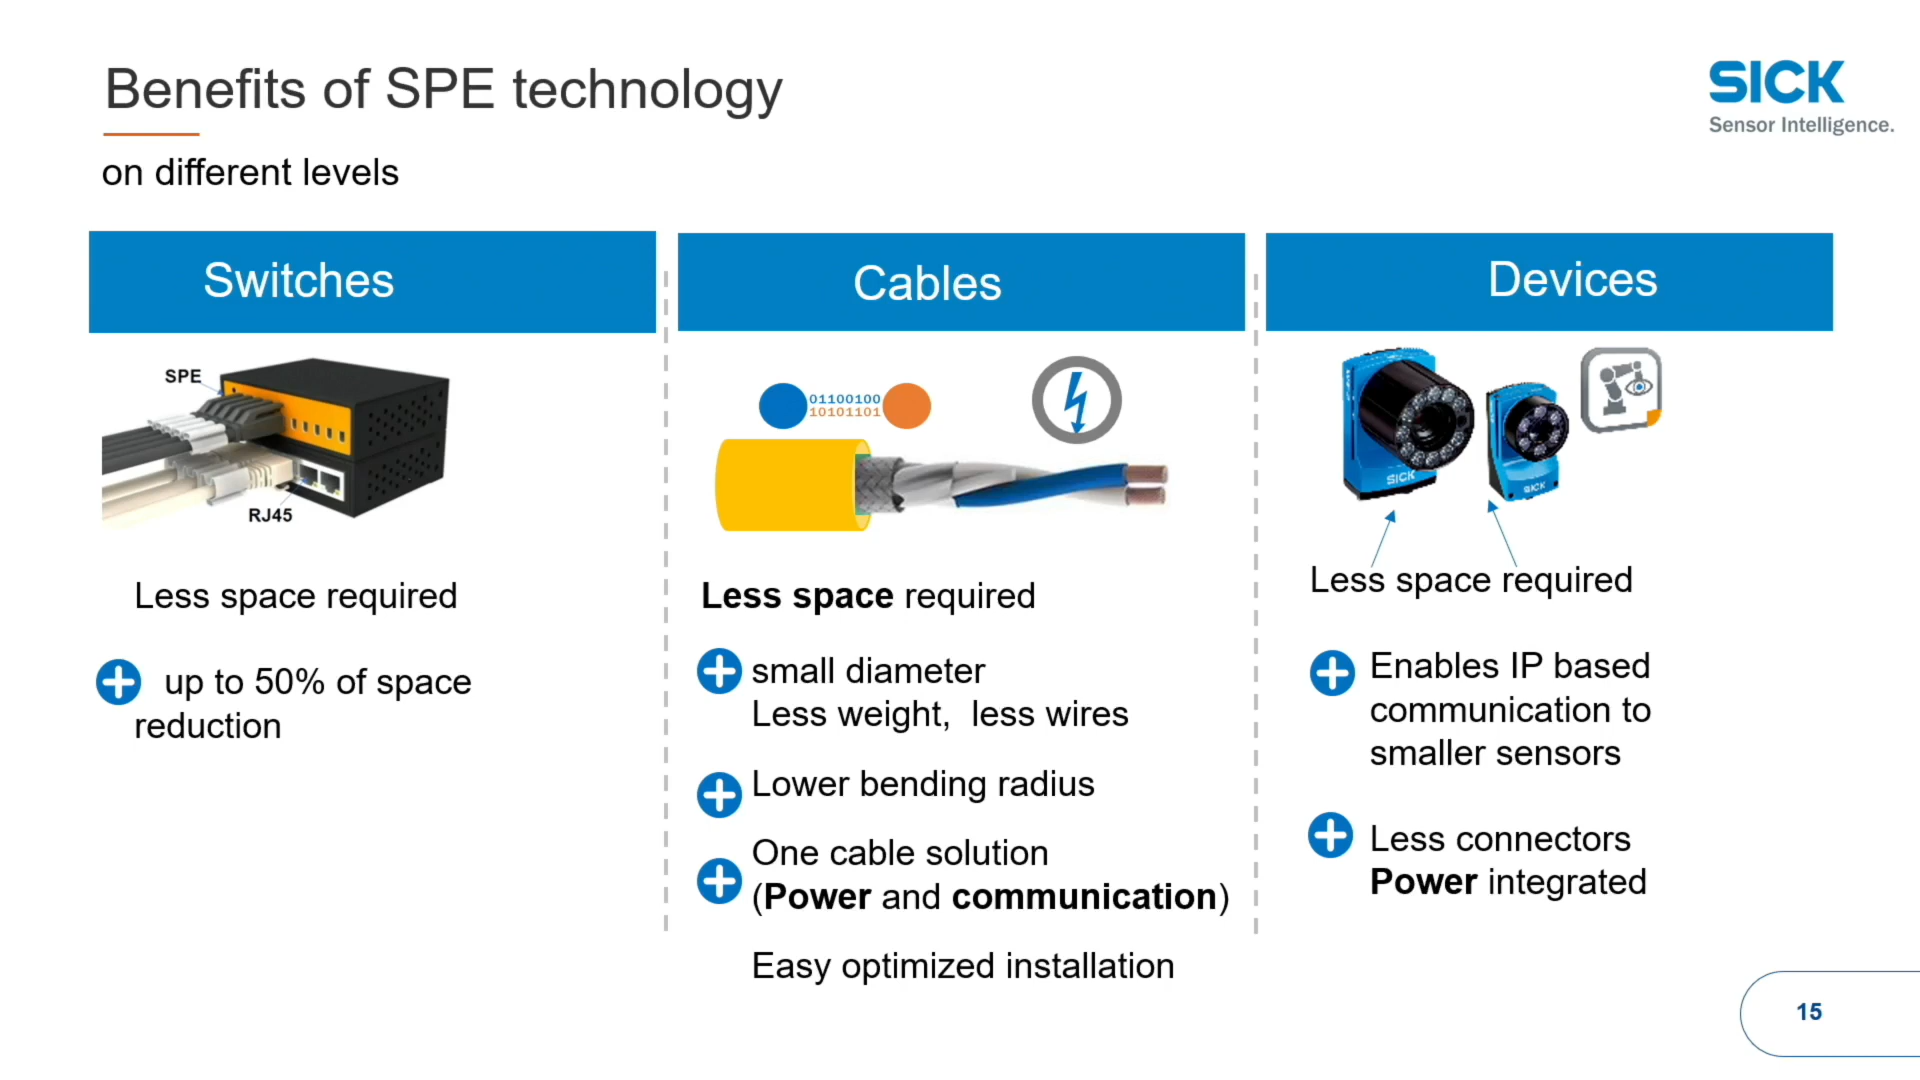 Benefits of SPE technology
SICK
Sensor Intelligence.
on different levels
Switches
SPE
RJ45
Less space required
up to 50% of space
reduction
Cables
01100100
10101101
Less space required
small diameter
Less weight, less wires
Lower bending radius
One cable solution
(Power and communication)
Easy optimized installation
Devices
SICK
SICK
Less space required
Enables IP based
communication to
smaller sensors
Less connectors
Power integrated
15